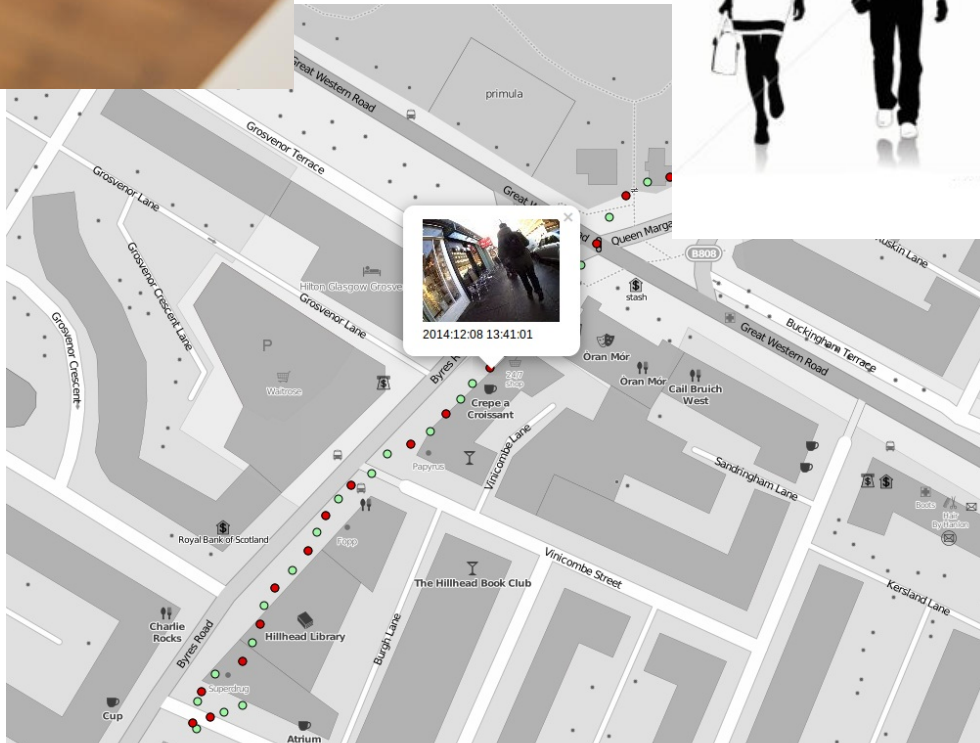 Great Western Road
primula
Grosvenor Terrace
Grosvenor Lane
Great
Queen Marga
B808
Ruskin Lane
Grosvenor Crescent Lane
Hilton Glasgow Grosve
stash
2014:12:08 13:41:01
Grosvenor Lane
Grosvenor Crescent
P
Waitrose
Byres R
24/7
shop
Òran Mór
Òran Mór
Cail Bruich
West
Great Western Road
Buckingham Terrace
Crepe a
Croissant
Papyrus
Vinicombe Lane
Sandringham Lane
Boots
Hair
By Hanlon
Royal Bank of Scotland
Fopp
Vinicombe Street
The Hillhead Book Club
Kersland Lane
Charlie
Rocks
Byres Road
Hillhead Library
Burgh Lane
Superdrug
Cup
Atrium